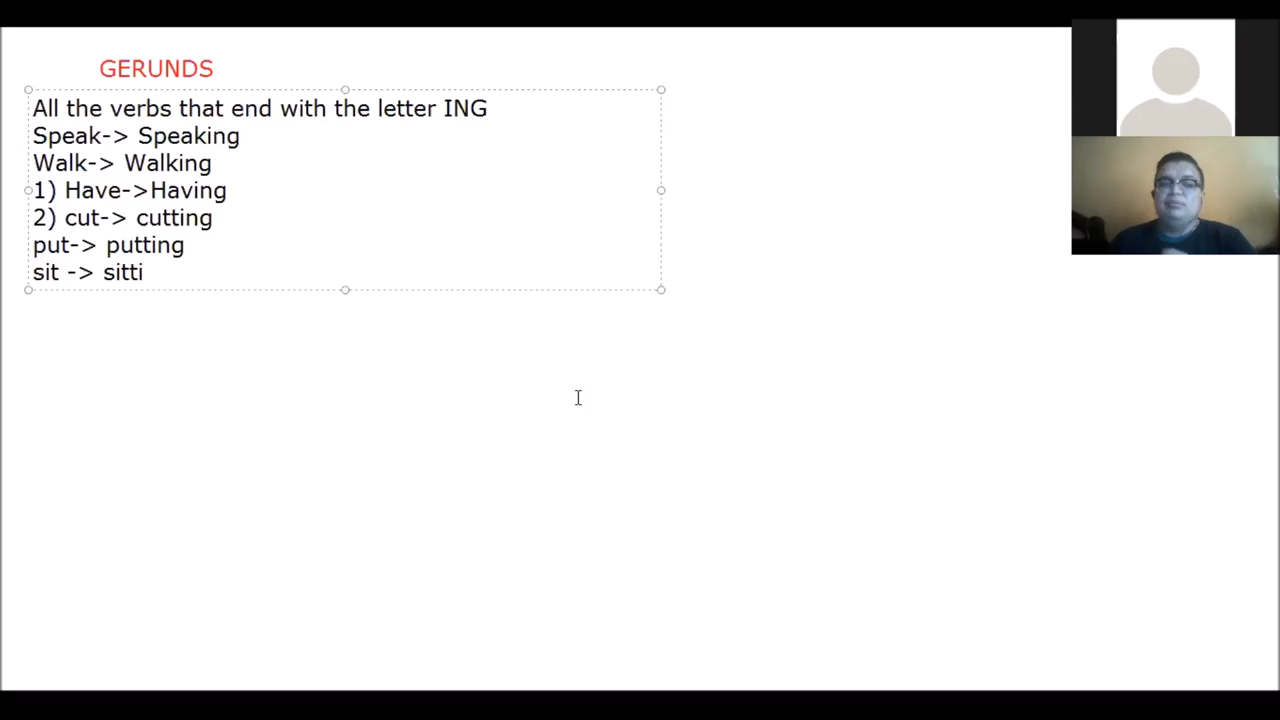 GERUNDS
All the verbs that end with the letter ING
Speak-> Speaking
Walk-> Walking
1) Have->Having
2) cut-> cutting
put-> putting
sit -> sitti